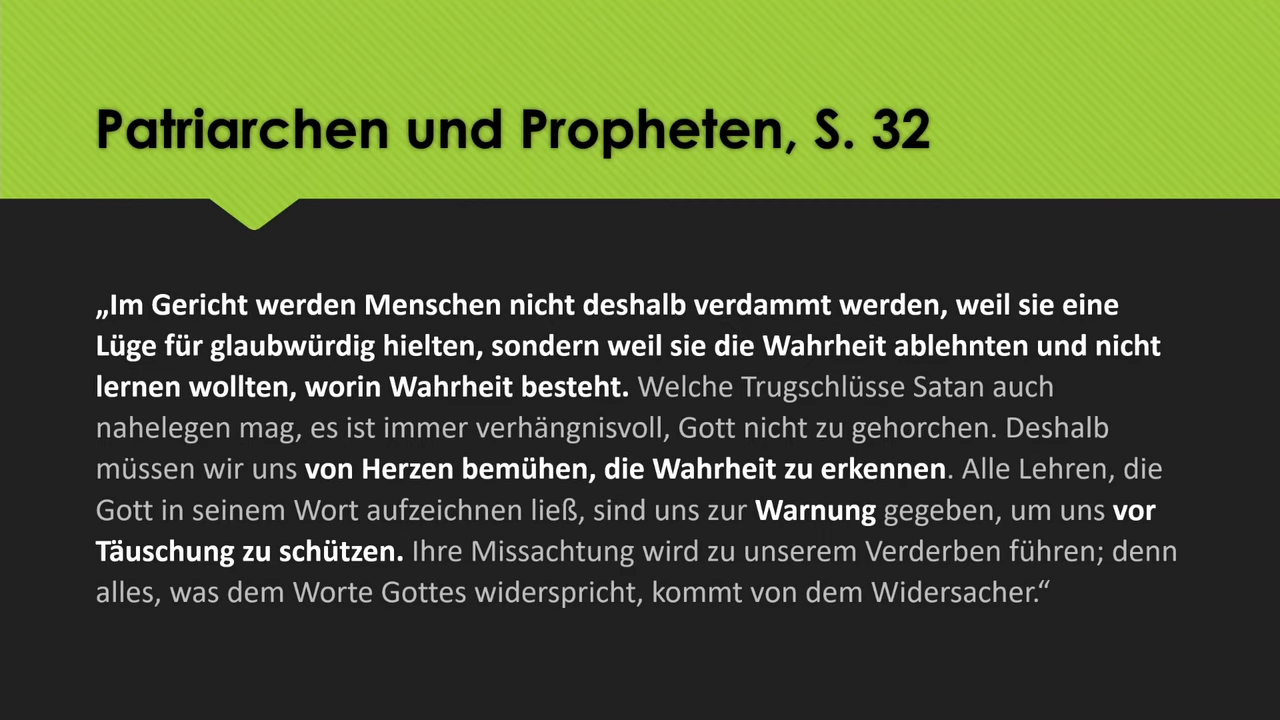 Patriarchen und Propheten, S. 32
„Im Gericht werden Menschen nicht deshalb verdammt werden, weil sie eine
Lüge für glaubwürdig hielten, sondern weil sie die Wahrheit ablehnten und nicht
lernen wollten, worin Wahrheit besteht. Welche Trugschlüsse Satan auch
nahelegen mag, es ist immer verhängnisvoll, Gott nicht zu gehorchen. Deshalb
müssen wir uns von Herzen bemühen, die Wahrheit zu erkennen. Alle Lehren, die
Gott in seinem Wort aufzeichnen ließ, sind uns zur Warnung gegeben, um uns vor
Täuschung zu schützen. Ihre Missachtung wird zu unserem Verderben führen; denn
alles, was dem Worte Gottes widerspricht, kommt von dem Widersacher.“